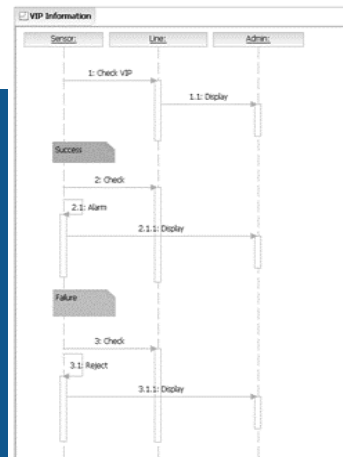 VIP Information
Sensor: Line: Admin:
1: Check VIP
1.1: Display
Success
2: Check
2.1: Alarm
2.1.1: Display
Failure
3: Check
3.1: Reject
3.1.1: Display